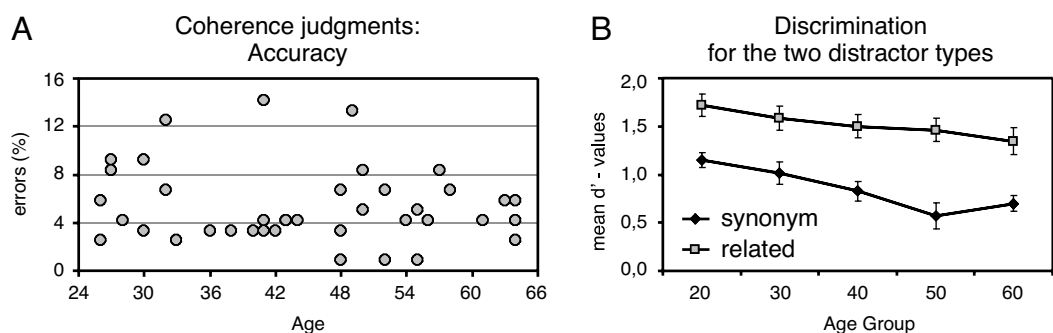 A
Coherence judgments:
Accuracy
errors (%)
16
12
8
4
0
24 30 36 42 48 54 60 66
Age
B
Discrimination
for the two distractor types
mean d' - values
2,0
1,5
1,0
0,5
0,0
synonym
related
20 30 40 50 60
Age Group